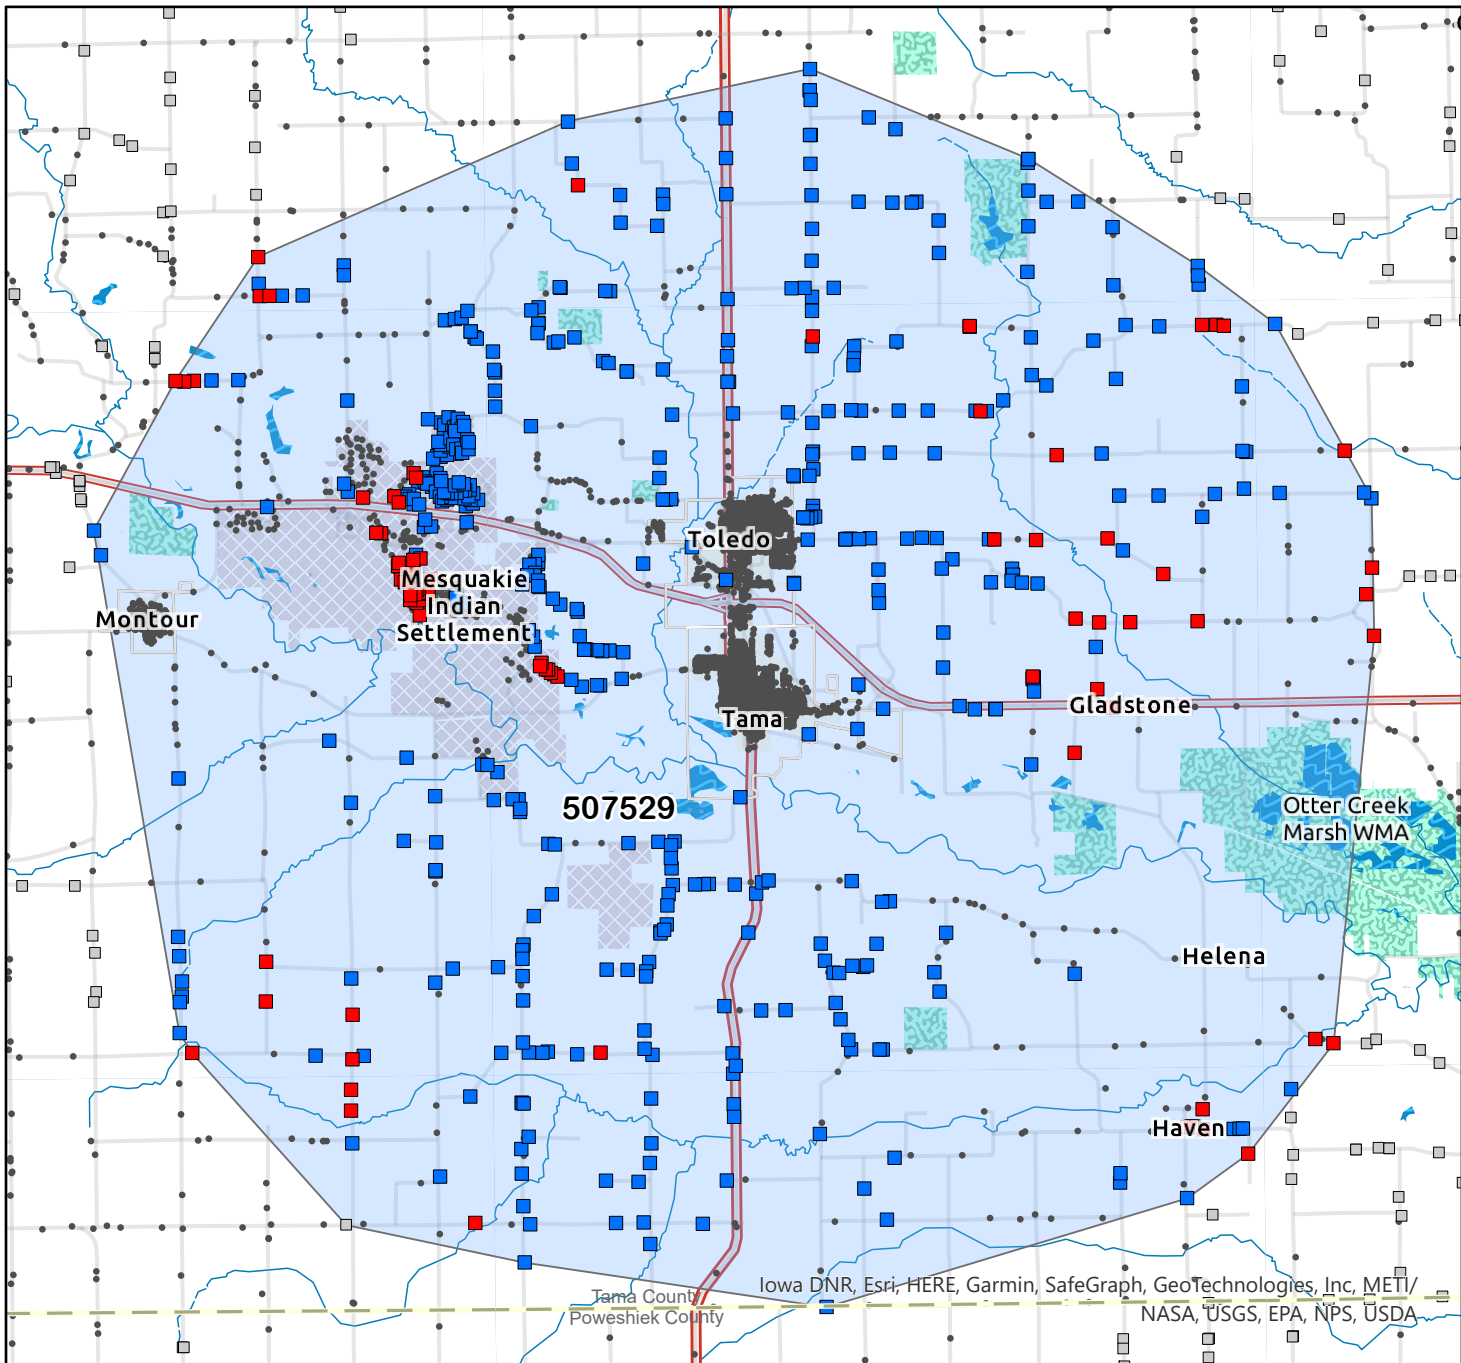 Toledo
Mesquakie
Indian
Settlement
Montour
Gladstone
Tama
Otter Creek
Marsh WMA
507529
Helena
Haven
Iowa DNR, Esri, HERE, Garmin, SafeGraph, GeoTechnologies, Inc, METI/
NASA, USGS, EPA, NPS, USDA
Tama County
Poweshiek County